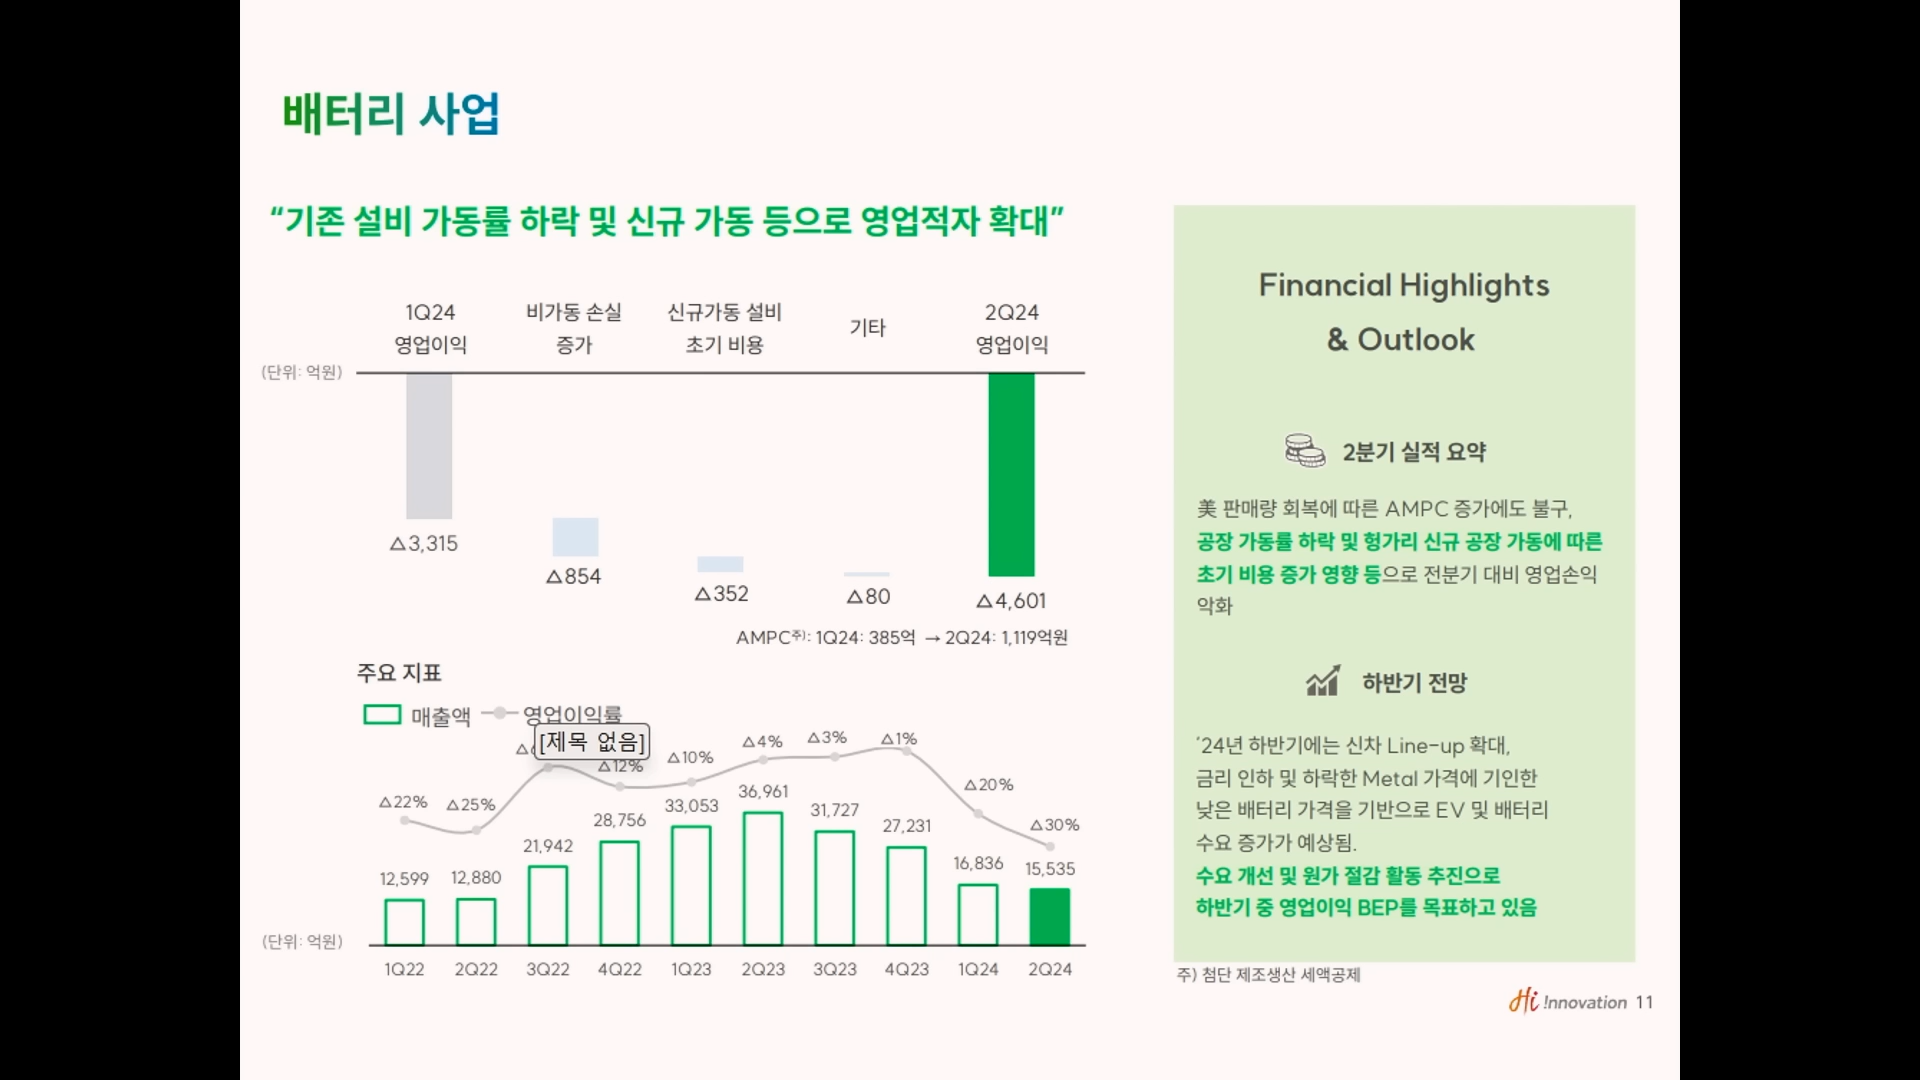 배터리 사업
“기존 설비 가동률 하락 및 신규 가동 등으로 영업적자 확대”
1Q24
영업이익
비가동 손실
증가
신규가동 설비
초기 비용
기타
2Q24
영업이익
(단위: 억원)
△3,315
△854
△352
△80
△4,601
AMPC주): 1Q24: 385억 → 2Q24: 1,119억원
주요 지표
매출액
영업이익률
[제목 없음]
△22%
△25%
△12%
△10%
△4%
△3%
△1%
△20%
△30%
12,599
12,880
21,942
28,756
33,053
36,961
31,727
27,231
16,836
15,535
(단위: 억원)
1Q22
2Q22
3Q22
4Q22
1Q23
2Q23
3Q23
4Q23
1Q24
2Q24
Financial Highlights
& Outlook
2분기 실적 요약
美 판매량 회복에 따른 AMPC 증가에도 불구,
공장 가동률 하락 및 헝가리 신규 공장 가동에 따른
초기 비용 증가 영향 등으로 전분기 대비 영업손익
악화
하반기 전망
‘24년 하반기에는 신차 Line-up 확대,
금리 인하 및 하락한 Metal 가격에 기인한
낮은 배터리 가격을 기반으로 EV 및 배터리
수요 증가가 예상됨.
수요 개선 및 원가 절감 활동 추진으로
하반기 중 영업이익 BEP를 목표하고 있음
주) 첨단 제조생산 세액공제
Hi !nnovation 11